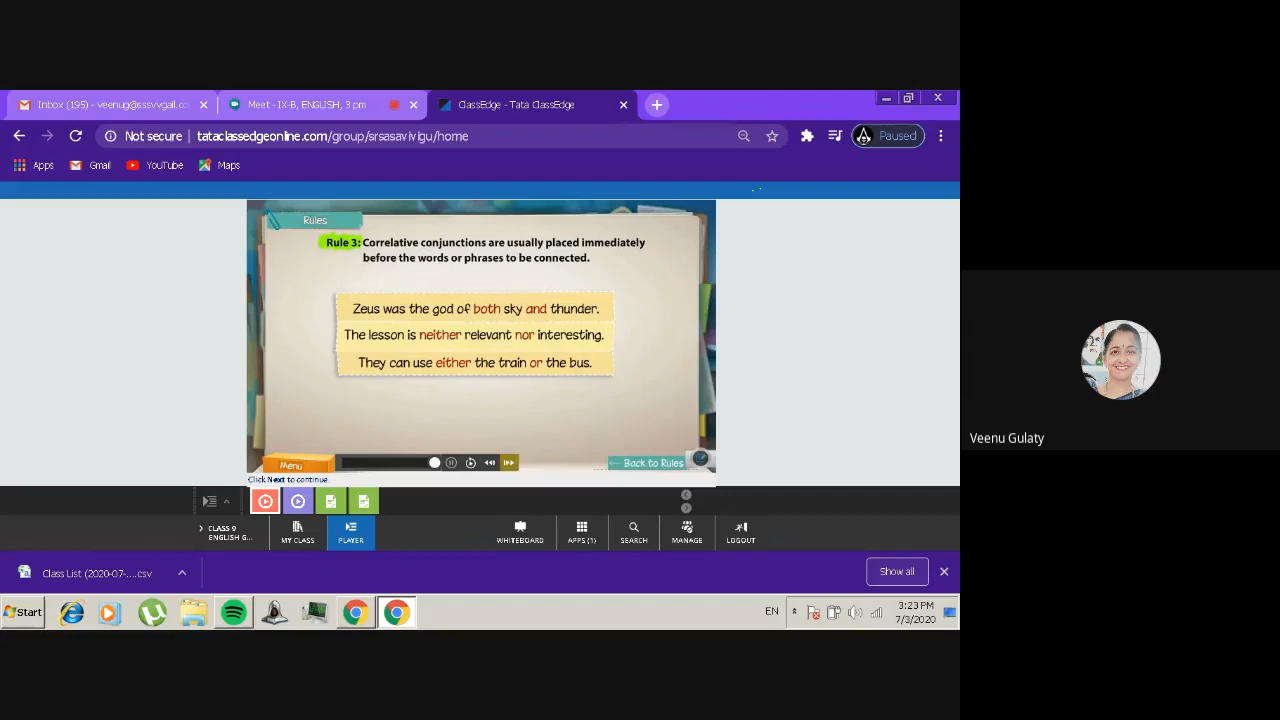 Inbox (195) - veenug@sssvvgail.co
Meet - IX-B, ENGLISH, 3 pm
ClassEdge - Tata ClassEdge
Not secure | tataclassedgeonline.com/group/srsasavivigu/home
Paused
Apps Gmail YouTube Maps
Rules
Rule 3: Correlative conjunctions are usually placed immediately
before the words or phrases to be connected.
Zeus was the god of both sky and thunder.
The lesson is neither relevant nor interesting.
They can use either the train or the bus.
Menu
Back to Rules
Click Next to continue.
Veenu Gulaty
CLASS 9
ENGLISH G...
MY CLASS
PLAYER
WHITEBOARD
APPS (1)
SEARCH
MANAGE
LOGOUT
Class List (2020-07-....csv
Show all
Start
EN
3:23 PM
7/3/2020